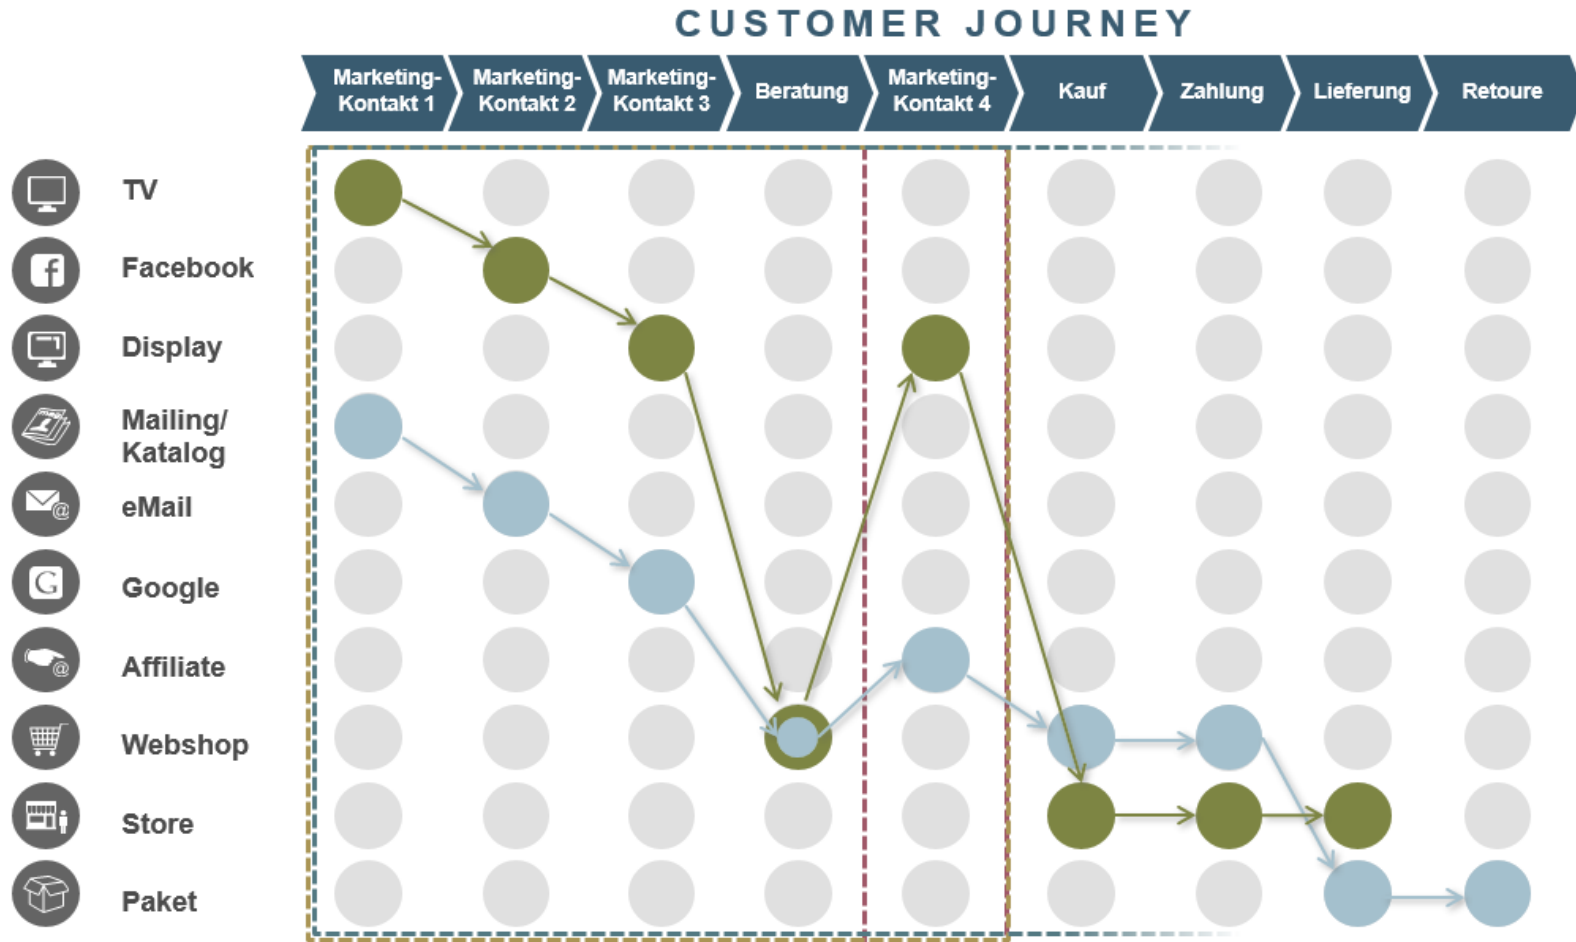 CUSTOMER JOURNEY
Marketing-
Kontakt 1
Marketing-
Kontakt 2
Marketing-
Kontakt 3
Beratung
Marketing-
Kontakt 4
Kauf
Zahlung
Lieferung
Retoure
TV
f
Facebook
Display
Mailing/
Katalog
@
eMail
G
Google
@
Affiliate
Webshop
Store
Paket